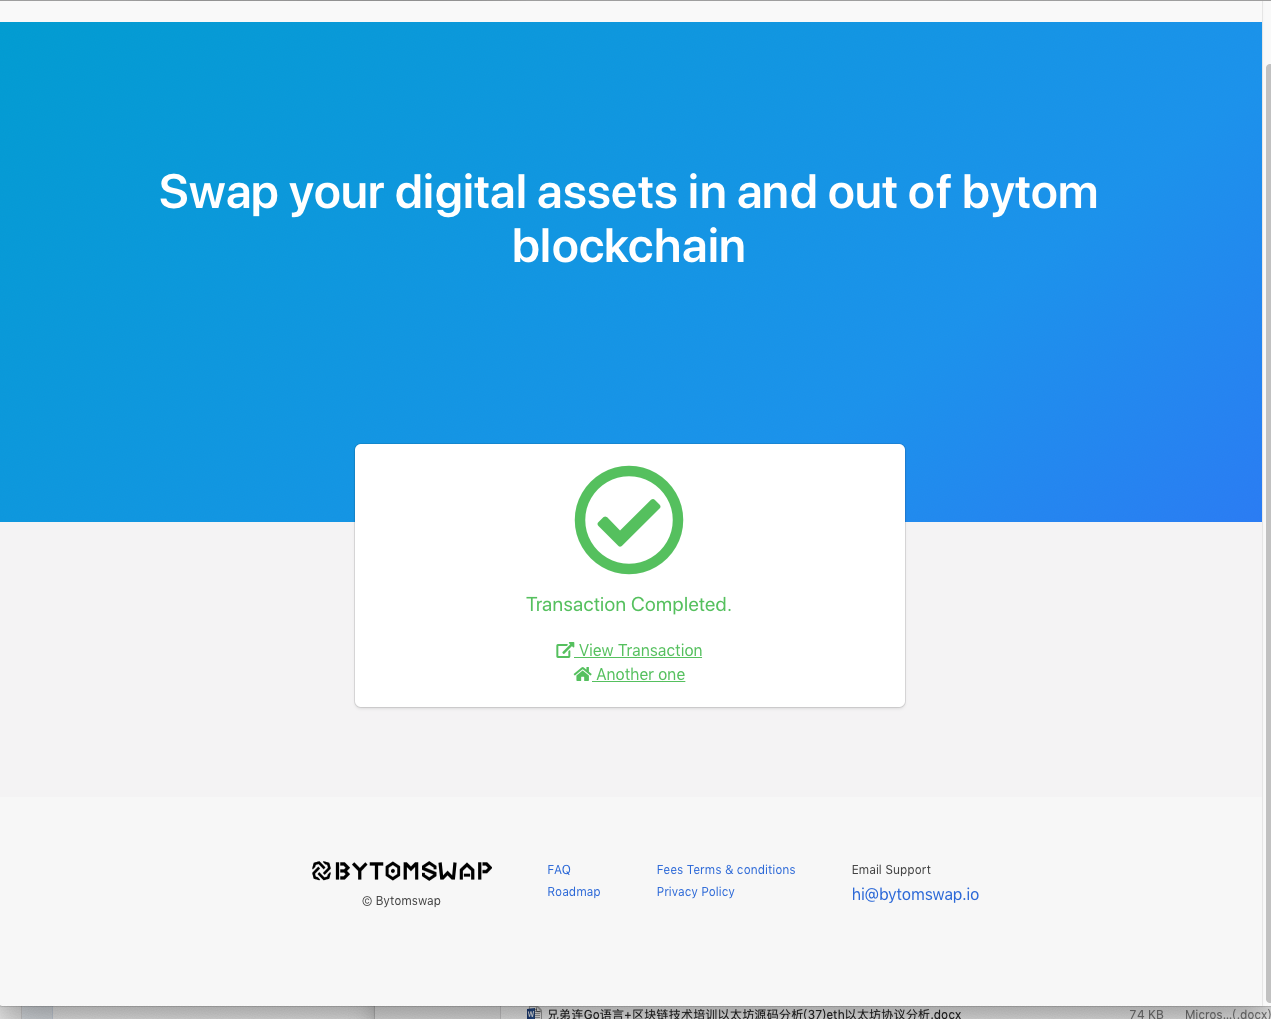 Swap your digital assets in and out of bytom
blockchain
Transaction Completed.
View Transaction
Another one
BYTOMSWAP
© Bytomswap
FAQ
Roadmap
Fees Terms & conditions
Privacy Policy
Email Support
hi@bytomswap.io
兄弟连Go语言+区块链技术培训以太坊源码分析(37)eth以太坊协议分析.docx 74 KB Micros...(.docx)